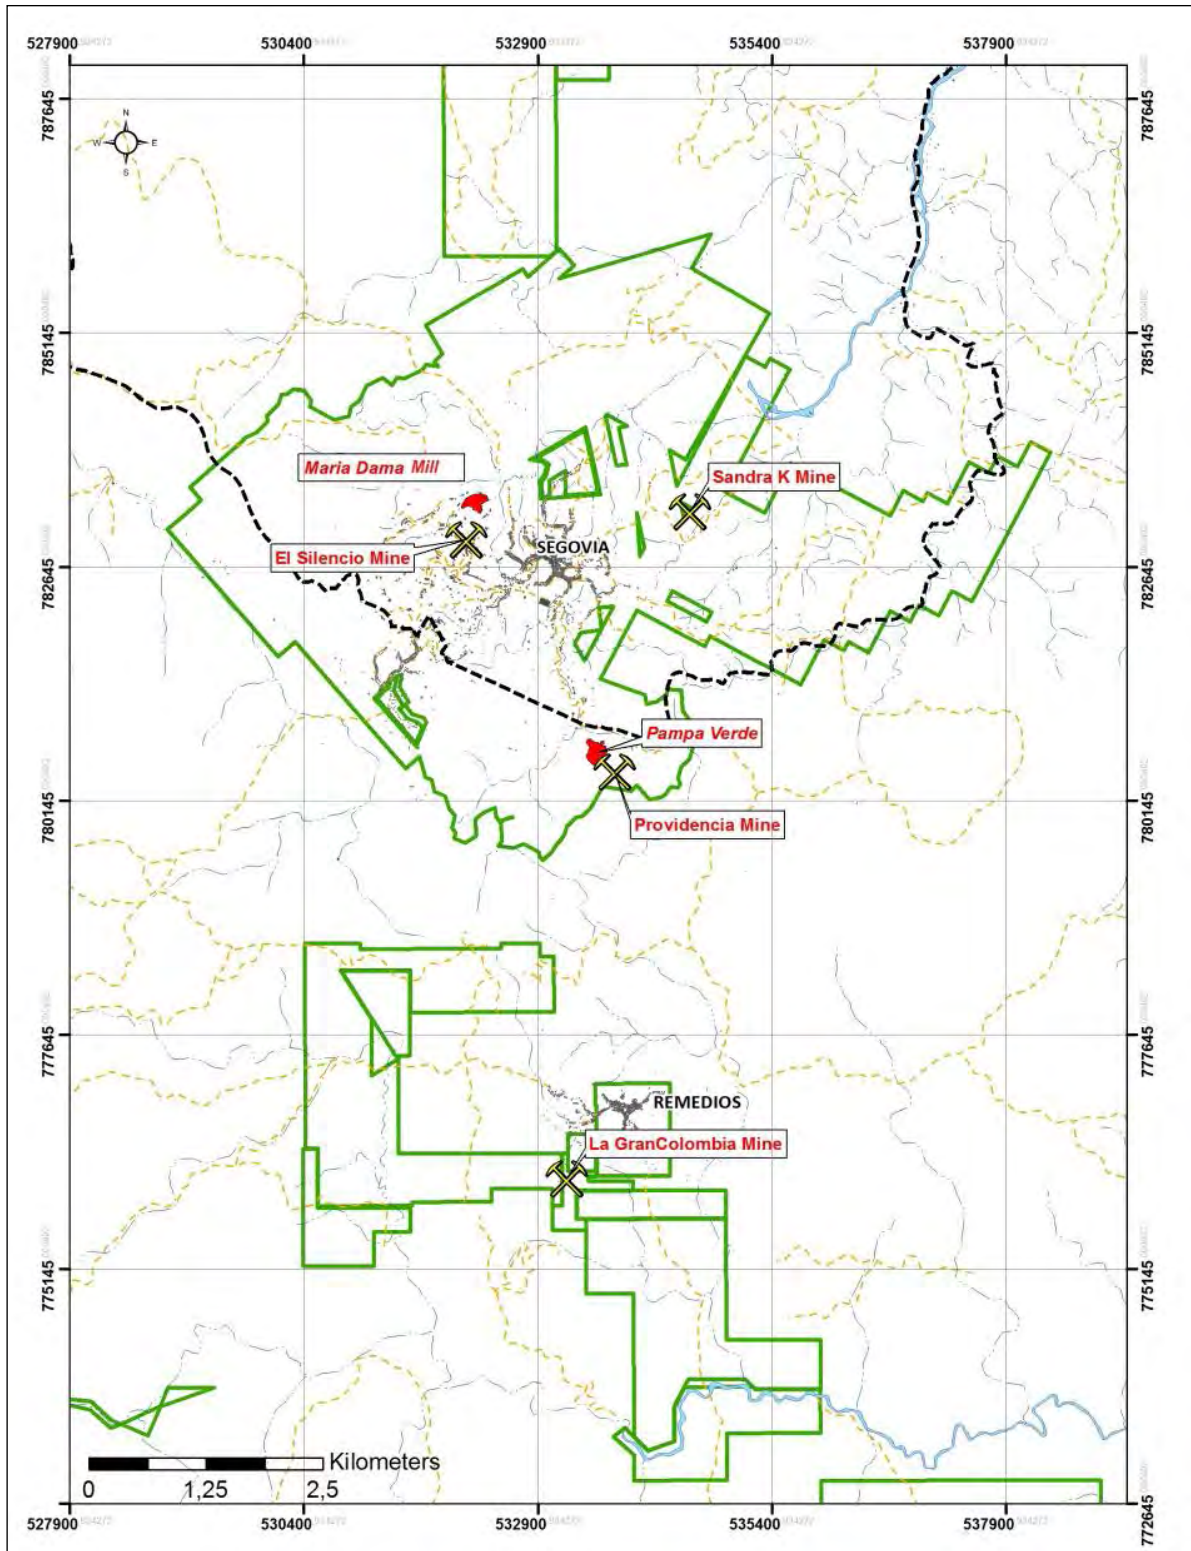 527900 530400 532900 535400 537900
787645 787645
N
W E
S
785145 785145
Maria Dama Mill
Sandra K Mine
SEGOVIA
El Silencio Mine
782645 782645
Pampa Verde
780145 780145
Providencia Mine
777645 777645
REMEDIOS
La GranColombia Mine
775145 775145
Kilometers
0 1,25 2,5
772645 772645
527900 530400 532900 535400 537900